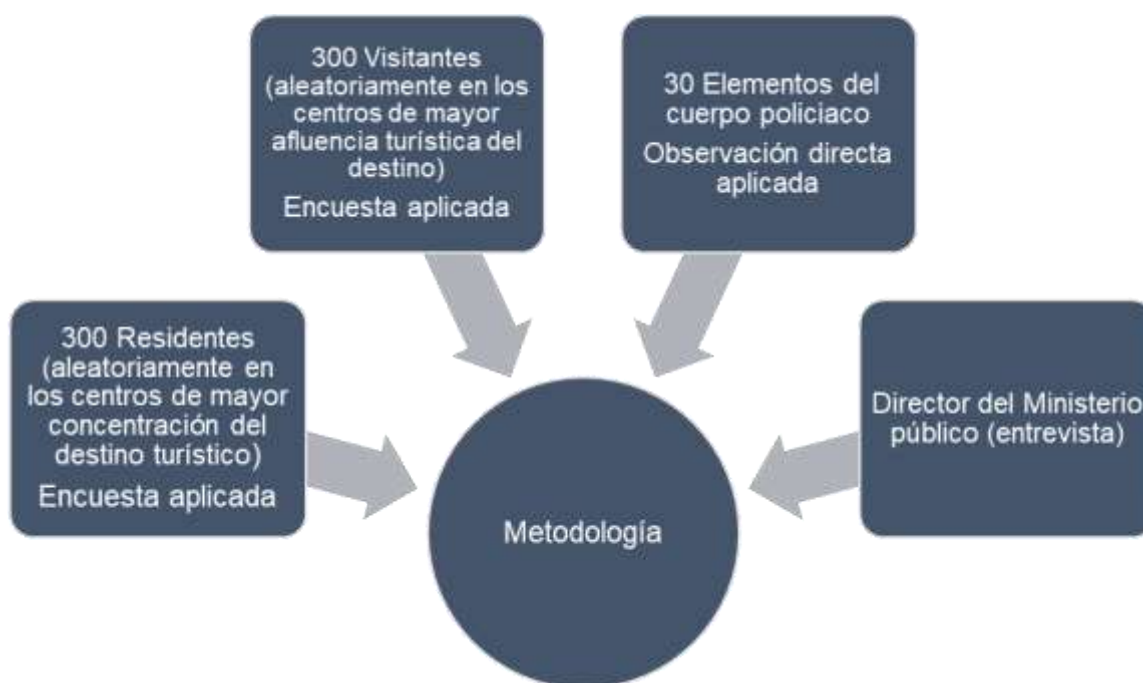 300 Visitantes
(aleatoriamente en los
centros de mayor
afluencia turística del
destino)
Encuesta aplicada
30 Elementos del
cuerpo policiaco
Observación directa
aplicada
300 Residentes
(aleatoriamente en
los centros de mayor
concentración del
destino turístico)
Encuesta aplicada
Director del Ministerio
público (entrevista)
Metodología